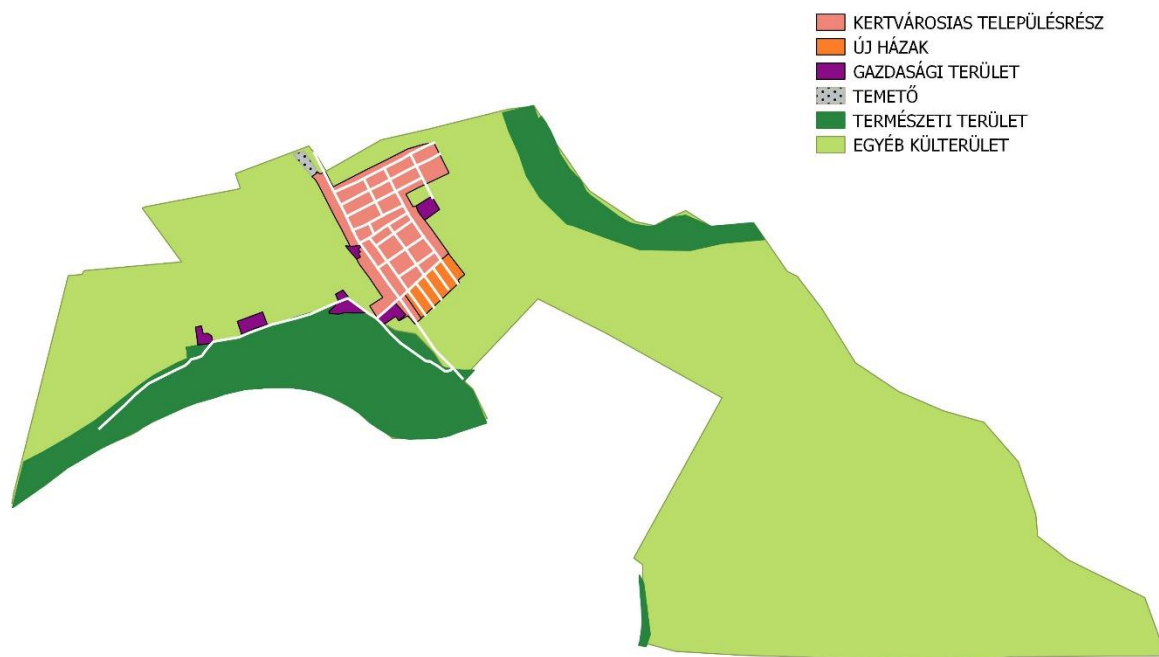 KERTVÁROSIAS TELEPÜLÉSRÉSZ
ÚJ HÁZAK
GAZDASÁGI TERÜLET
TEMETŐ
TERMÉSZETI TERÜLET
EGYÉB KÜLTERÜLET